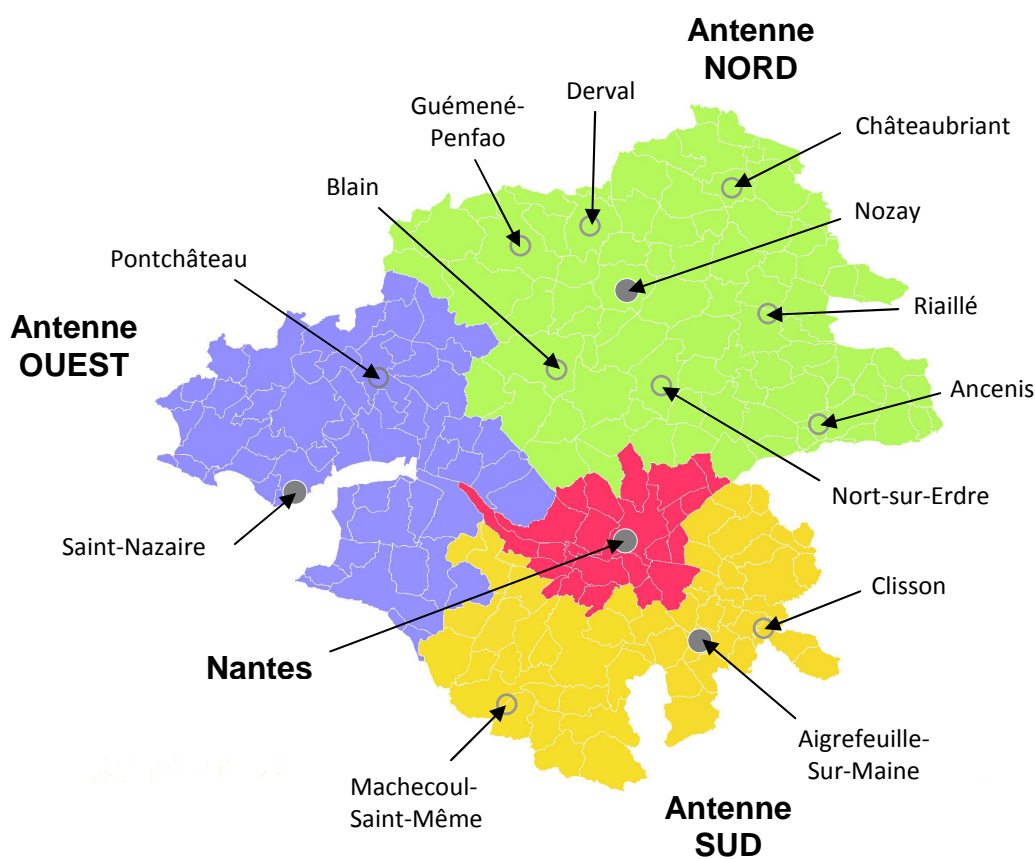 Antenne
NORD
Derval
Guémené-
Penfao
Châteaubriant
Blain
Nozay
Pontchâteau
Riaillé
Antenne
OUEST
Ancenis
Nort-sur-Erdre
Saint-Nazaire
Clisson
Nantes
Aigrefeuille-
Sur-Maine
Machecoul-
Saint-Même
Antenne
SUD